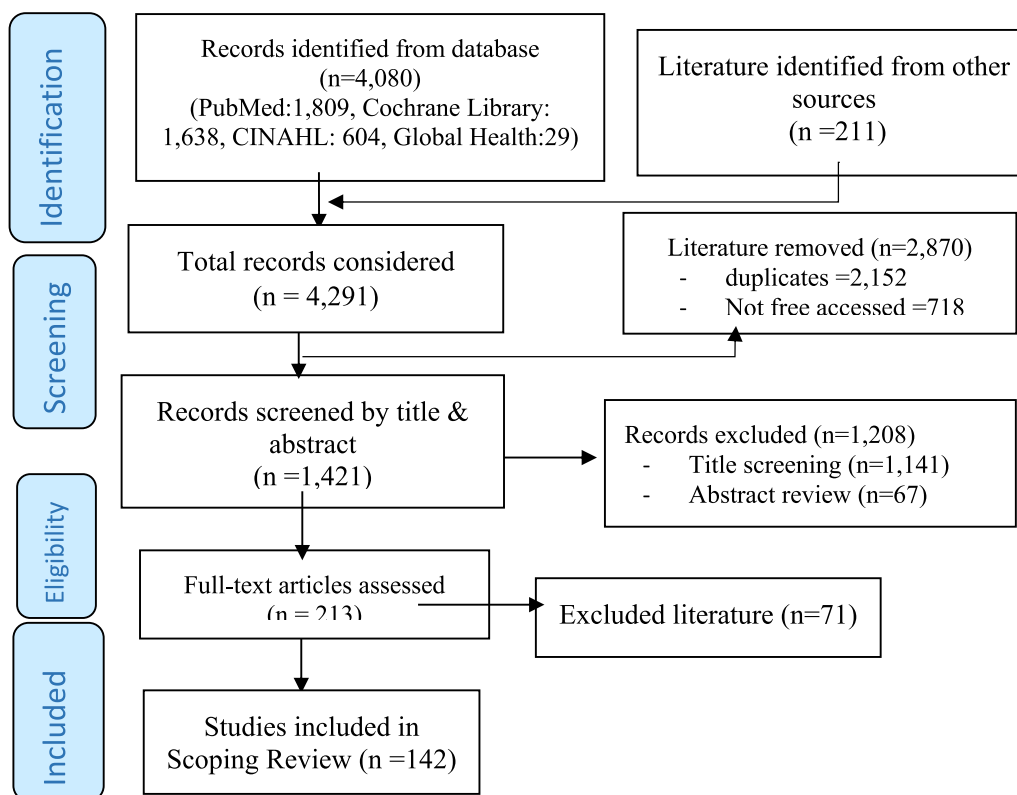 Identification
Records identified from database
(n=4,080)
(PubMed:1,809, Cochrane Library:
1,638, CINAHL: 604, Global Health:29)
Literature identified from other
sources
(n =211)
Total records considered
(n = 4,291)
Literature removed (n=2,870)
- duplicates =2,152
- Not free accessed =718
Screening
Records screened by title &
abstract
(n =1,421)
Records excluded (n=1,208)
- Title screening (n=1,141)
- Abstract review (n=67)
Eligibility
Full-text articles assessed
(n = 213)
Excluded literature (n=71)
Included
Studies included in
Scoping Review (n =142)